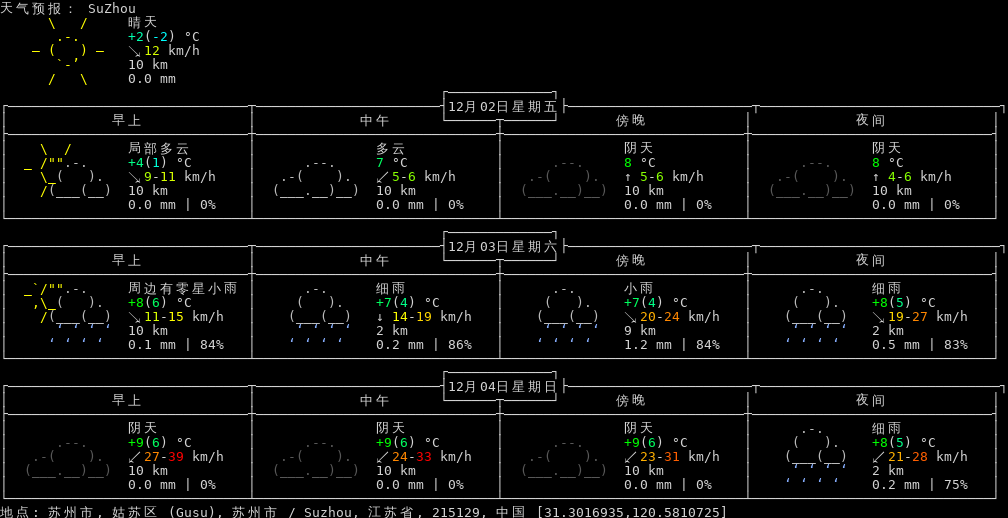 天气预报: SuZhou
晴天
+2(-2) °C
↘ 12 km/h
10 km
0.0 mm
12月02日星期五
早上 中午 傍晚 夜间
局部多云 多云 阴天 阴天
+4(1) °C 7 °C 8 °C 8 °C
↘ 9-11 km/h ↙ 5-6 km/h ↑ 5-6 km/h ↑ 4-6 km/h
10 km 10 km 10 km 10 km
0.0 mm | 0% 0.0 mm | 0% 0.0 mm | 0% 0.0 mm | 0%
12月03日星期六
早上 中午 傍晚 夜间
周边有零星小雨 细雨 小雨 细雨
+8(6) °C +7(4) °C +7(4) °C +8(5) °C
↘ 11-15 km/h ↓ 14-19 km/h ↘ 20-24 km/h ↘ 19-27 km/h
10 km 2 km 9 km 2 km
0.1 mm | 84% 0.2 mm | 86% 1.2 mm | 84% 0.5 mm | 83%
12月04日星期日
早上 中午 傍晚 夜间
阴天 阴天 阴天 细雨
+9(6) °C +9(6) °C +9(6) °C +8(5) °C
↙ 27-39 km/h ↙ 24-33 km/h ↙ 23-31 km/h ↙ 21-28 km/h
10 km 10 km 10 km 2 km
0.0 mm | 0% 0.0 mm | 0% 0.0 mm | 0% 0.2 mm | 75%
地点: 苏州市, 姑苏区 (Gusu), 苏州市 / Suzhou, 江苏省, 215129, 中国 [31.3016935,120.5810725]